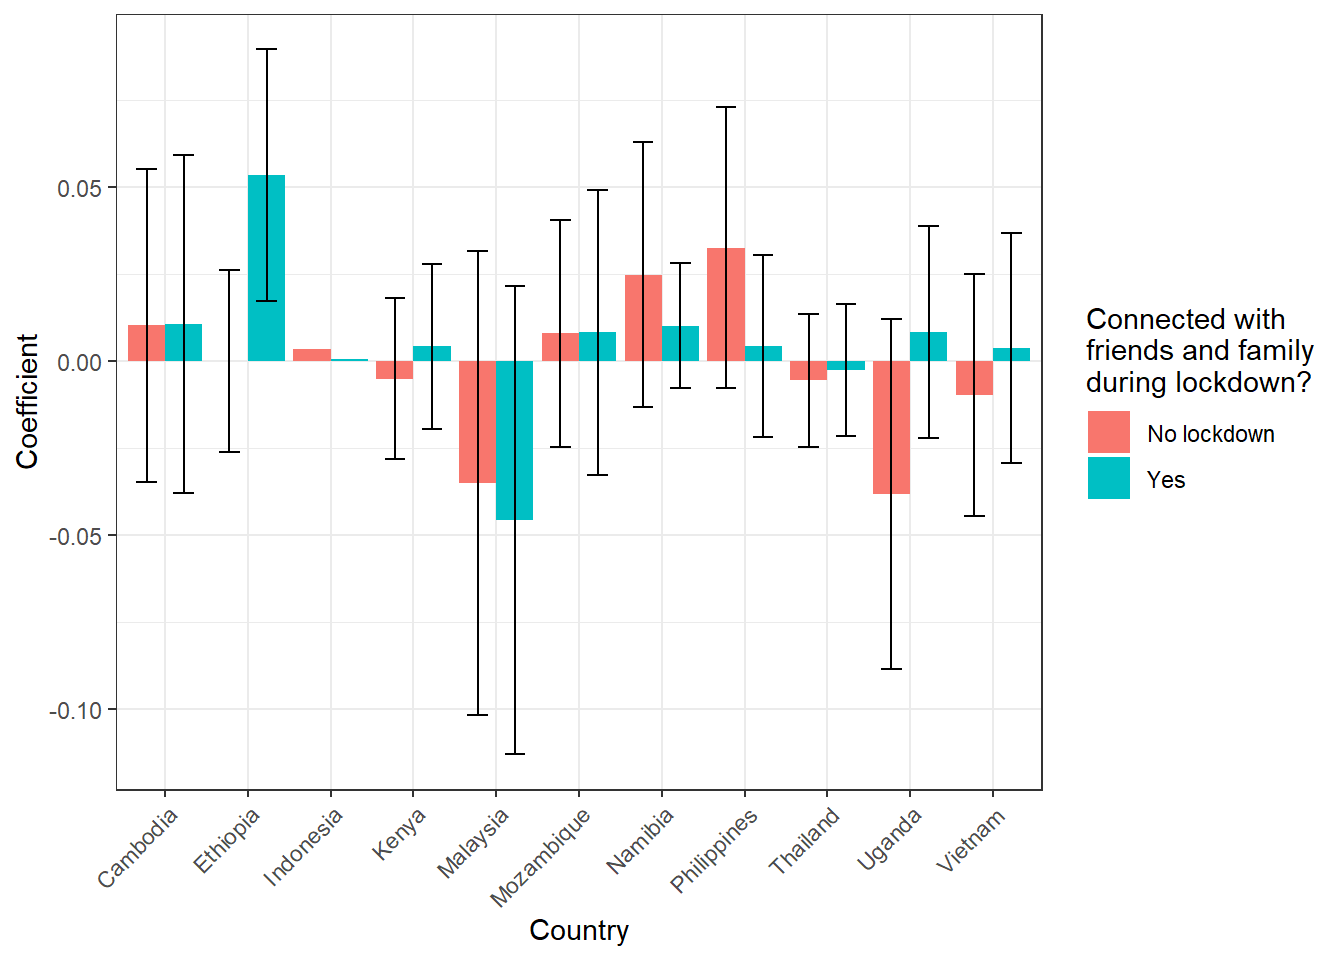 0.05
0.00
-0.05
-0.10
Coefficient
Cambodia
Ethiopia
Indonesia
Kenya
Malaysia
Mozambique
Namibia
Philippines
Thailand
Uganda
Vietnam
Country
Connected with
friends and family
during lockdown?
No lockdown
Yes